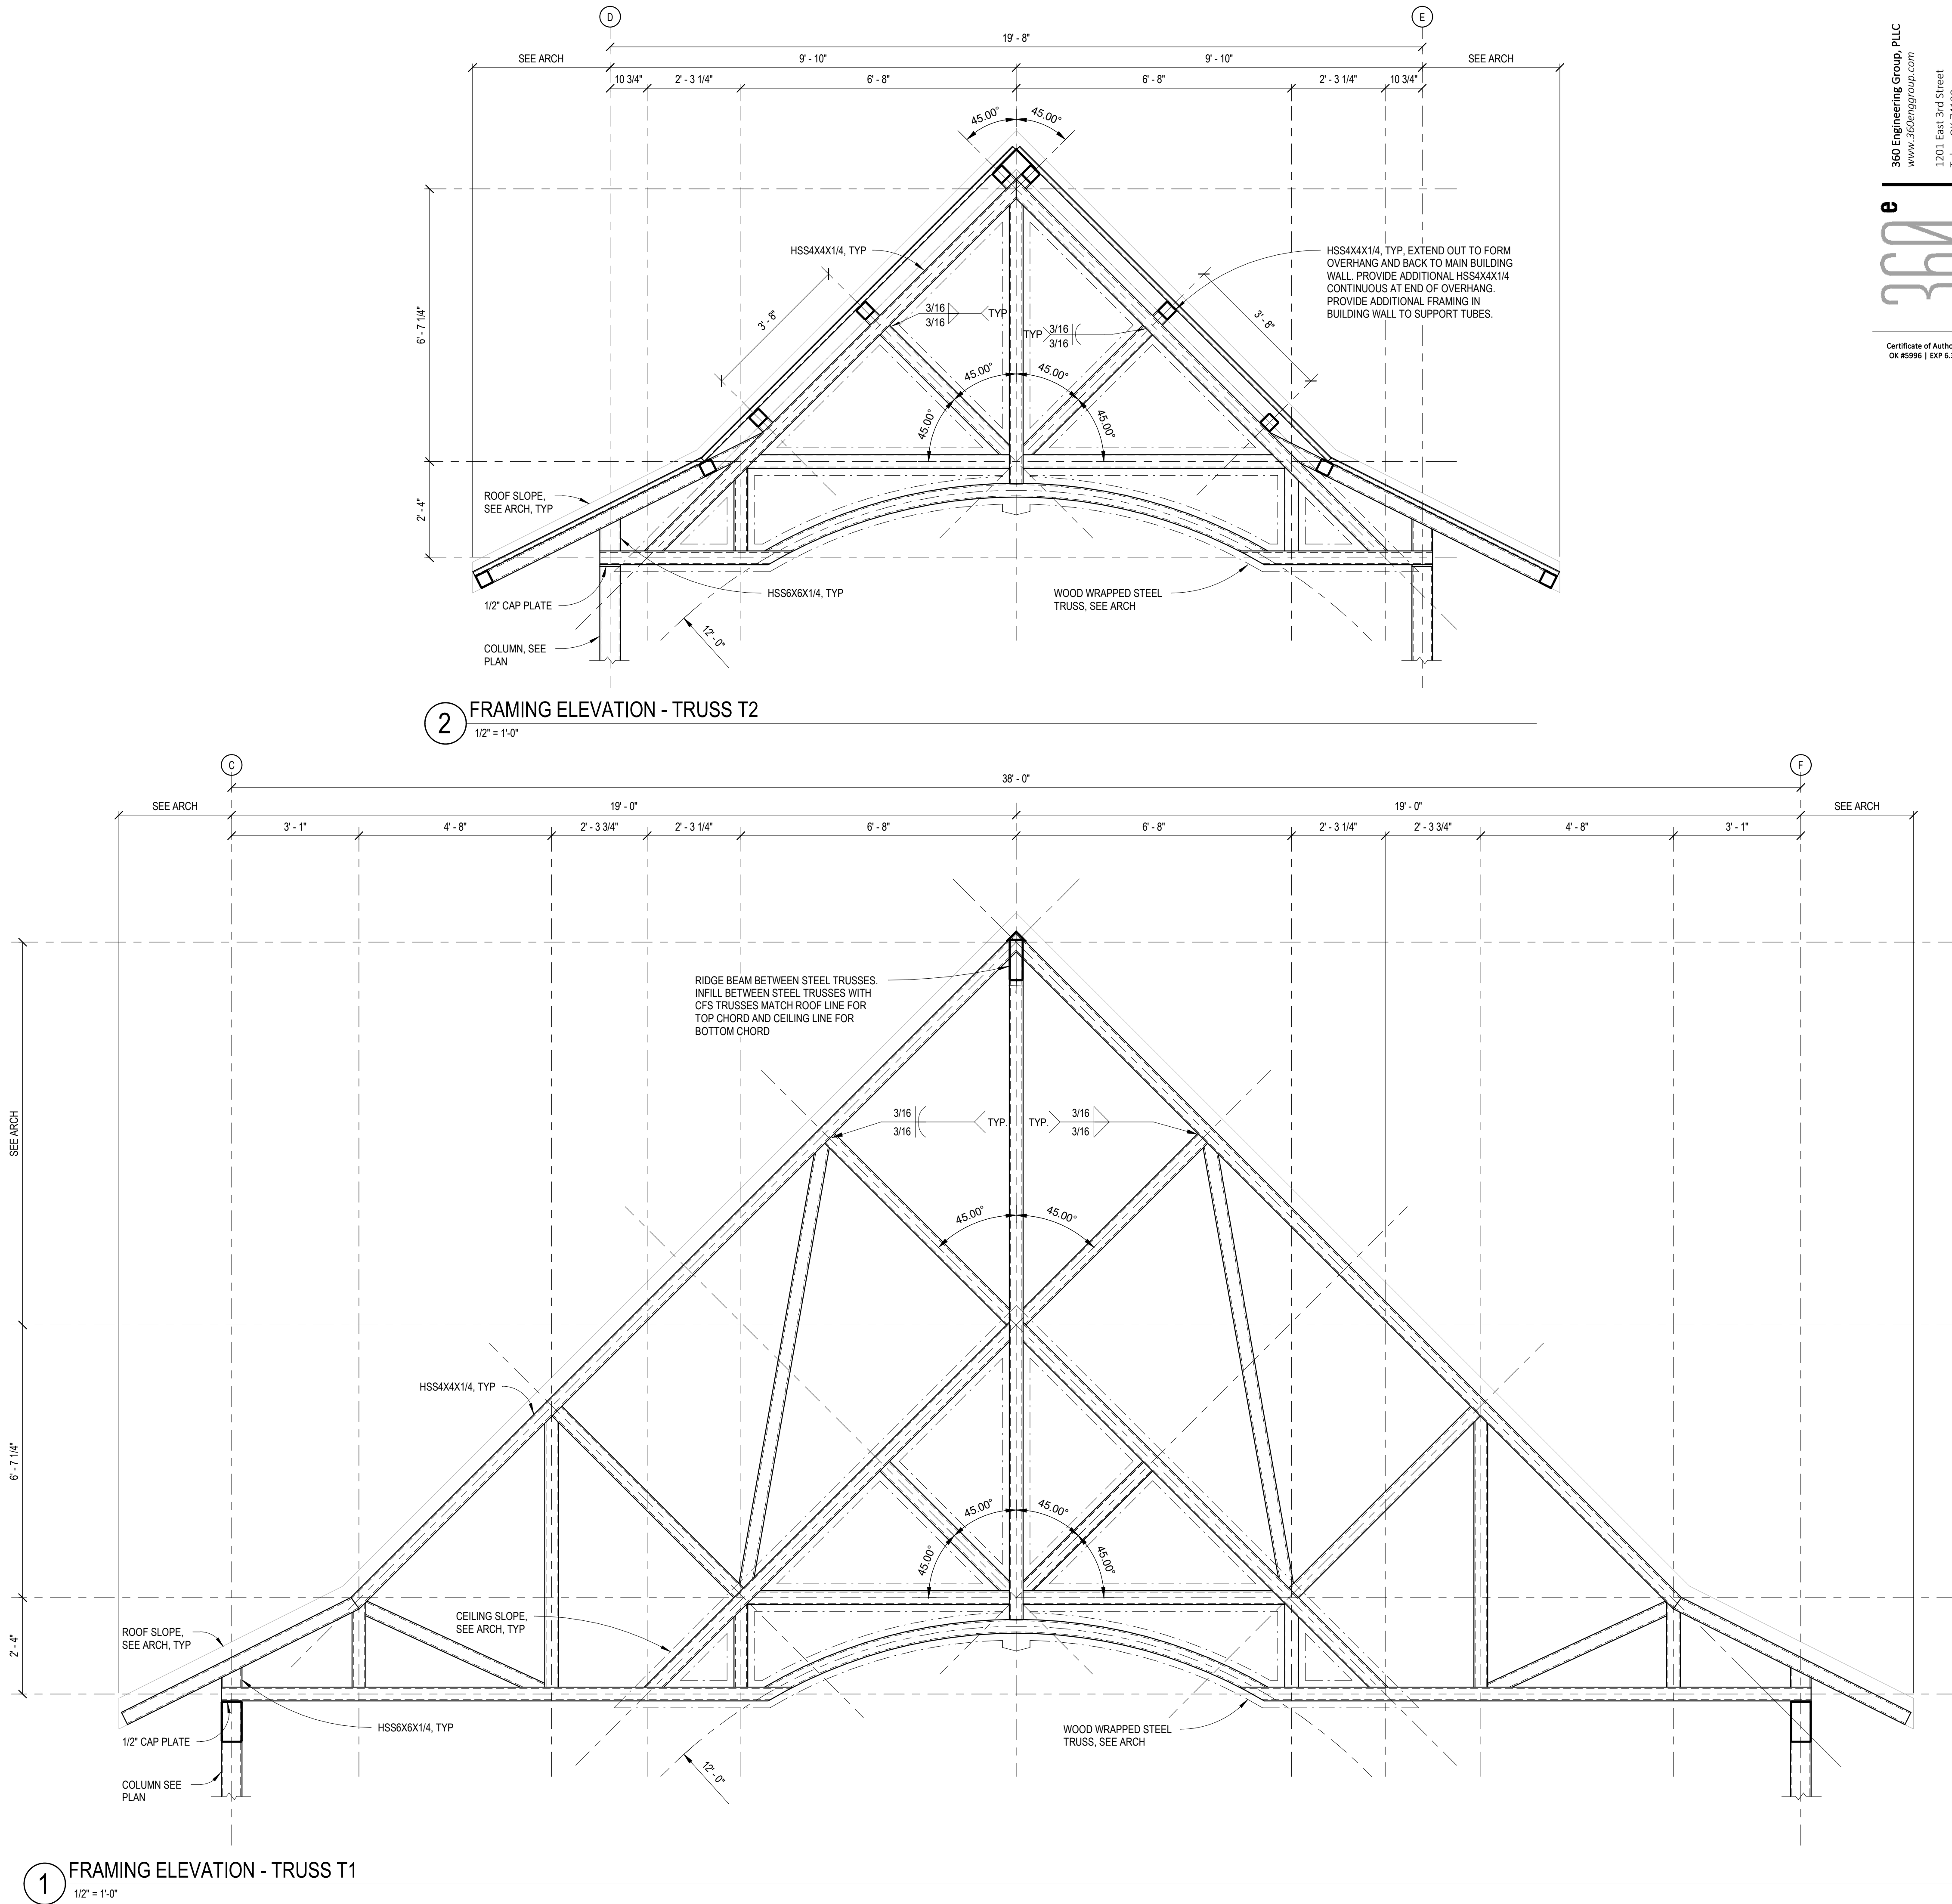 D
E
19' - 8"
SEE ARCH
9' - 10"
9' - 10"
SEE ARCH
10 3/4"
2' - 3 1/4"
6' - 8"
6' - 8"
2' - 3 1/4"
10 3/4"
45.00°
45.00°
HSS4X4X1/4, TYP
HSS4X4X1/4, TYP, EXTEND OUT TO FORM
OVERHANG AND BACK TO MAIN BUILDING
WALL. PROVIDE ADDITIONAL HSS4X4X1/4
CONTINUOUS AT END OF OVERHANG.
PROVIDE ADDITIONAL FRAMING IN
BUILDING WALL TO SUPPORT TUBES.
3/16
3/16
TYP
TYP
3/16
3/16
3' - 8"
3' - 8"
6' - 7 1/4"
45.00°
45.00°
45.00°
45.00°
2' - 4"
ROOF SLOPE,
SEE ARCH, TYP
1/2" CAP PLATE
HSS6X6X1/4, TYP
WOOD WRAPPED STEEL
TRUSS, SEE ARCH
COLUMN, SEE
PLAN
12' - 0"
2
FRAMING ELEVATION - TRUSS T2
1/2" = 1'-0"
360 Engineering Group, PLLC
www.360enggroup.com
1201 East 3rd Street
360
e
Certificate of Autho
OK #5996 | EXP 6.
C
F
38' - 0"
SEE ARCH
19' - 0"
19' - 0"
SEE ARCH
3' - 1"
4' - 8"
2' - 3 3/4"
2' - 3 1/4"
6' - 8"
6' - 8"
2' - 3 1/4"
2' - 3 3/4"
4' - 8"
3' - 1"
RIDGE BEAM BETWEEN STEEL TRUSSES.
INFILL BETWEEN STEEL TRUSSES WITH
CFS TRUSSES MATCH ROOF LINE FOR
TOP CHORD AND CEILING LINE FOR
BOTTOM CHORD
SEE ARCH
3/16
3/16
TYP.
TYP.
3/16
3/16
45.00°
45.00°
HSS4X4X1/4, TYP
6' - 7 1/4"
45.00°
45.00°
45.00°
45.00°
CEILING SLOPE,
SEE ARCH, TYP
ROOF SLOPE,
SEE ARCH, TYP
2' - 4"
HSS6X6X1/4, TYP
1/2" CAP PLATE
WOOD WRAPPED STEEL
TRUSS, SEE ARCH
COLUMN SEE
PLAN
12' - 0"
1
FRAMING ELEVATION - TRUSS T1
1/2" = 1'-0"